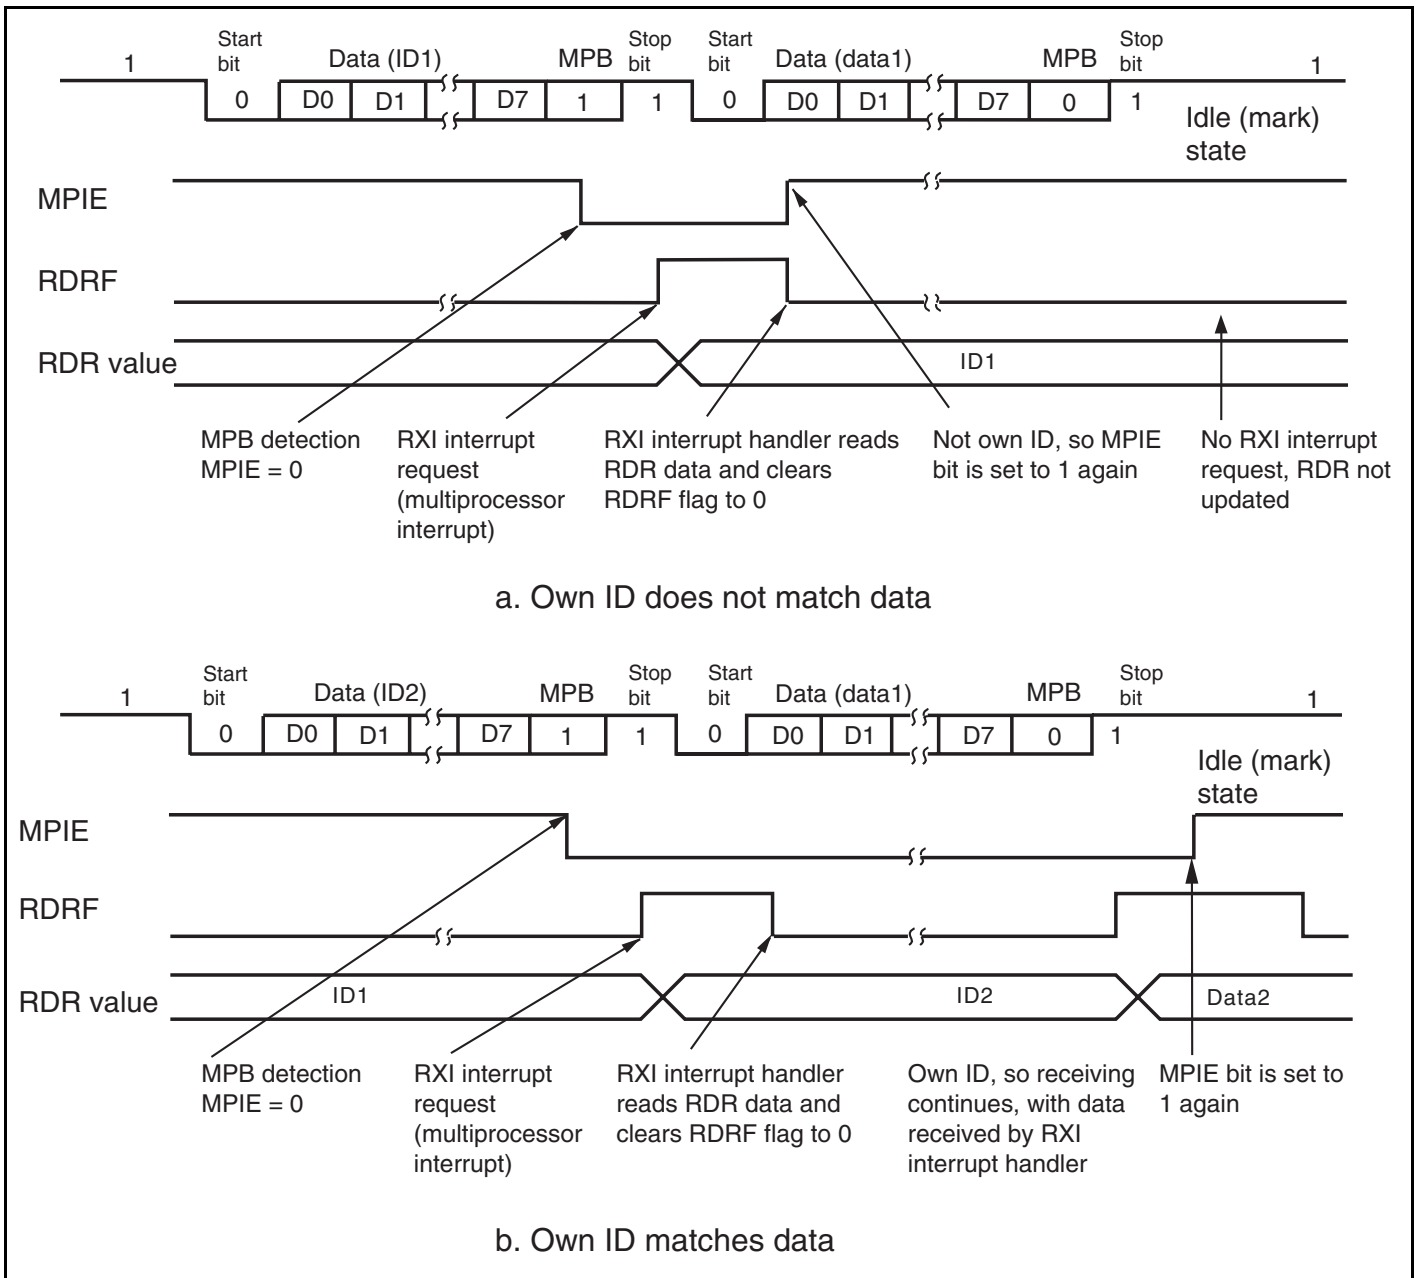 1 Start bit Data (ID1) MPB Stop bit Start bit Data (data1) MPB Stop bit 1
0 D0 D1 D7 1 1 0 D0 D1 D7 0 1
Idle (mark)
state
MPIE
RDRF
RDR value
ID1
MPB detection
MPIE = 0
RXI interrupt
request
(multiprocessor
interrupt)
RXI interrupt handler reads
RDR data and clears
RDRF flag to 0
Not own ID, so MPIE
bit is set to 1 again
No RXI interrupt
request, RDR not
updated
a. Own ID does not match data
1 Start bit Data (ID2) MPB Stop bit Start bit Data (data1) MPB Stop bit 1
0 D0 D1 D7 1 1 0 D0 D1 D7 0 1
Idle (mark)
state
MPIE
RDRF
RDR value
ID1 ID2 Data2
MPB detection
MPIE = 0
RXI interrupt
request
(multiprocessor
interrupt)
RXI interrupt handler
reads RDR data and
clears RDRF flag to 0
Own ID, so receiving
continues, with data
received by RXI
interrupt handler
MPIE bit is set to
1 again
b. Own ID matches data